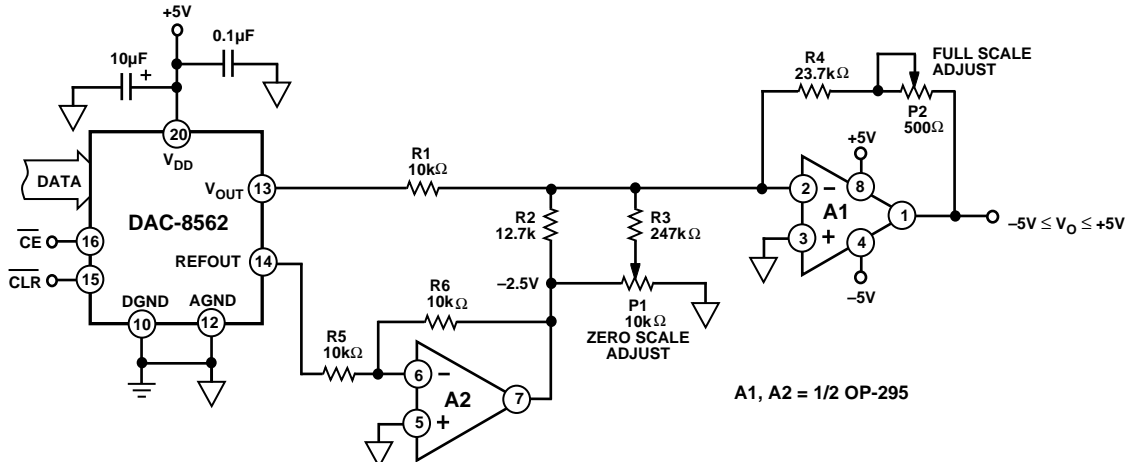 +5V
10µF
+
0.1µF
20
V_DD
DATA
DAC-8562
V_OUT
13
16
C̅E̅
15
C̅L̅R̅
REFOUT
14
DGND
AGND
10
12
R1
10kΩ
R2
12.7k
R3
247kΩ
–2.5V
P1
10kΩ
ZERO SCALE
ADJUST
R6
10kΩ
R5
10kΩ
6
–
A2
7
5
+
R4
23.7kΩ
FULL SCALE
ADJUST
P2
500Ω
+5V
2
–
8
A1
1
3
+
4
–5V
–5V ≤ V_O ≤ +5V
A1, A2 = 1/2 OP-295